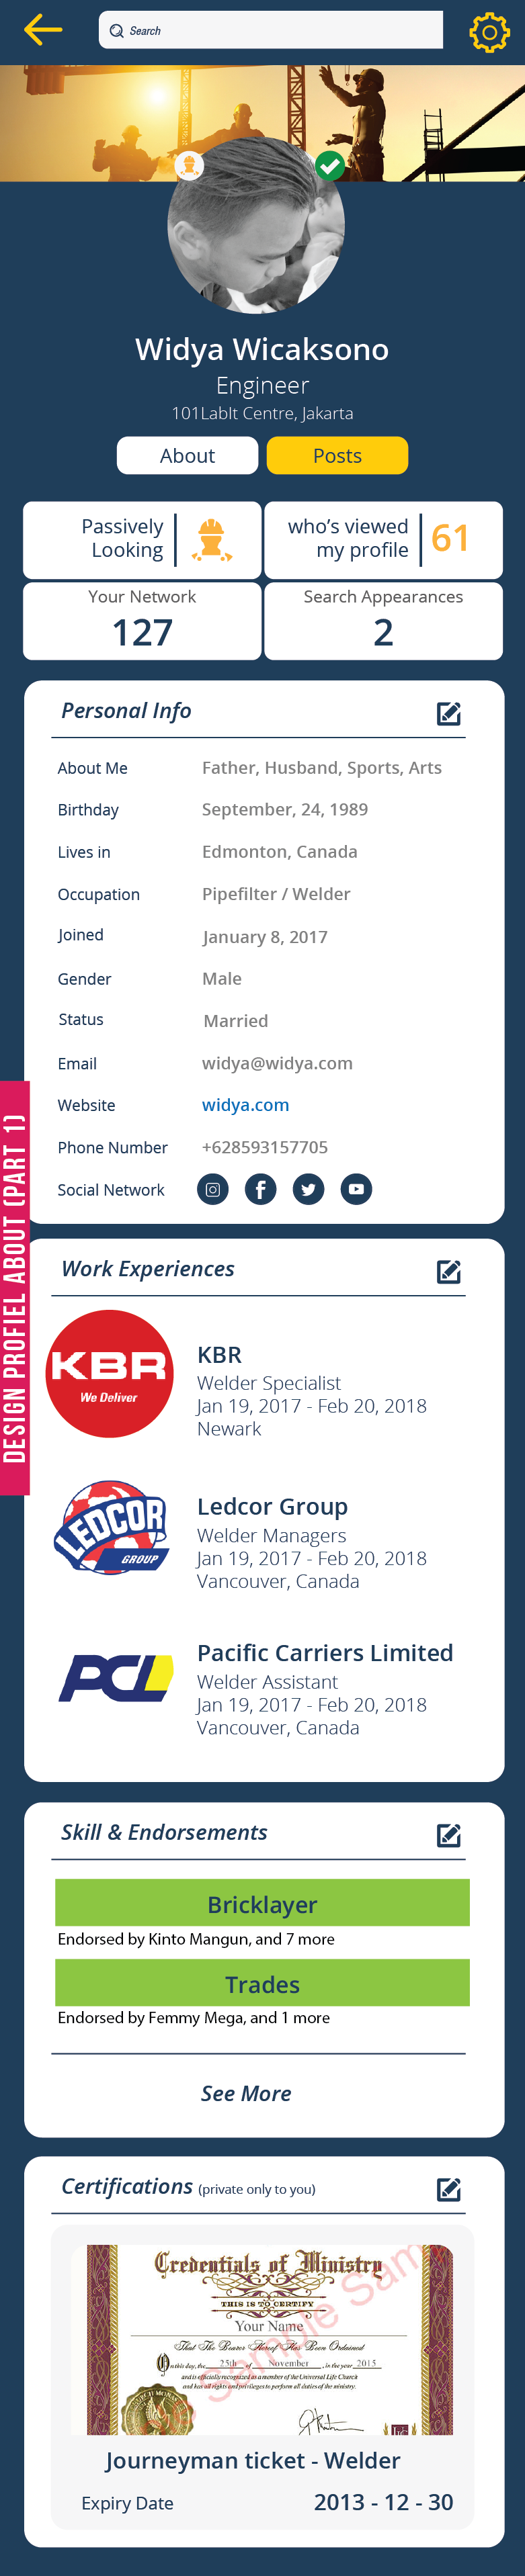 Search
Widya Wicaksono
Engineer
101LabIt Centre, Jakarta
About
Posts
Passively
Looking
who's viewed
my profile
61
Your Network
127
Search Appearances
2
Personal Info
About Me Father, Husband, Sports, Arts
Birthday September, 24, 1989
Lives in Edmonton, Canada
Occupation Pipefilter / Welder
Joined January 8, 2017
Gender Male
Status Married
Email widya@widya.com
Website widya.com
Phone Number +628593157705
Social Network
DESIGN PROFIEL ABOUT (PART 1)
Work Experiences
KBR
We Deliver
KBR
Welder Specialist
Jan 19, 2017 - Feb 20, 2018
Newark
LEDCOR
GROUP
Ledcor Group
Welder Managers
Jan 19, 2017 - Feb 20, 2018
Vancouver, Canada
PCL
Pacific Carriers Limited
Welder Assistant
Jan 19, 2017 - Feb 20, 2018
Vancouver, Canada
Skill & Endorsements
Bricklayer
Endorsed by Kinto Mangun, and 7 more
Trades
Endorsed by Femmy Mega, and 1 more
See More
Certifications (private only to you)
Credentials of Ministry
THIS IS TO CERTIFY
Your Name
That The Bearer Hereof Has Been Ordained
On this day, the 25th of November, in the year 2015
and is officially recognized as a member of the Universal Life Church
and has all rights and privileges to perform all duties of the ministry.
Sample Sam
Journeyman ticket - Welder
Expiry Date 2013 - 12 - 30